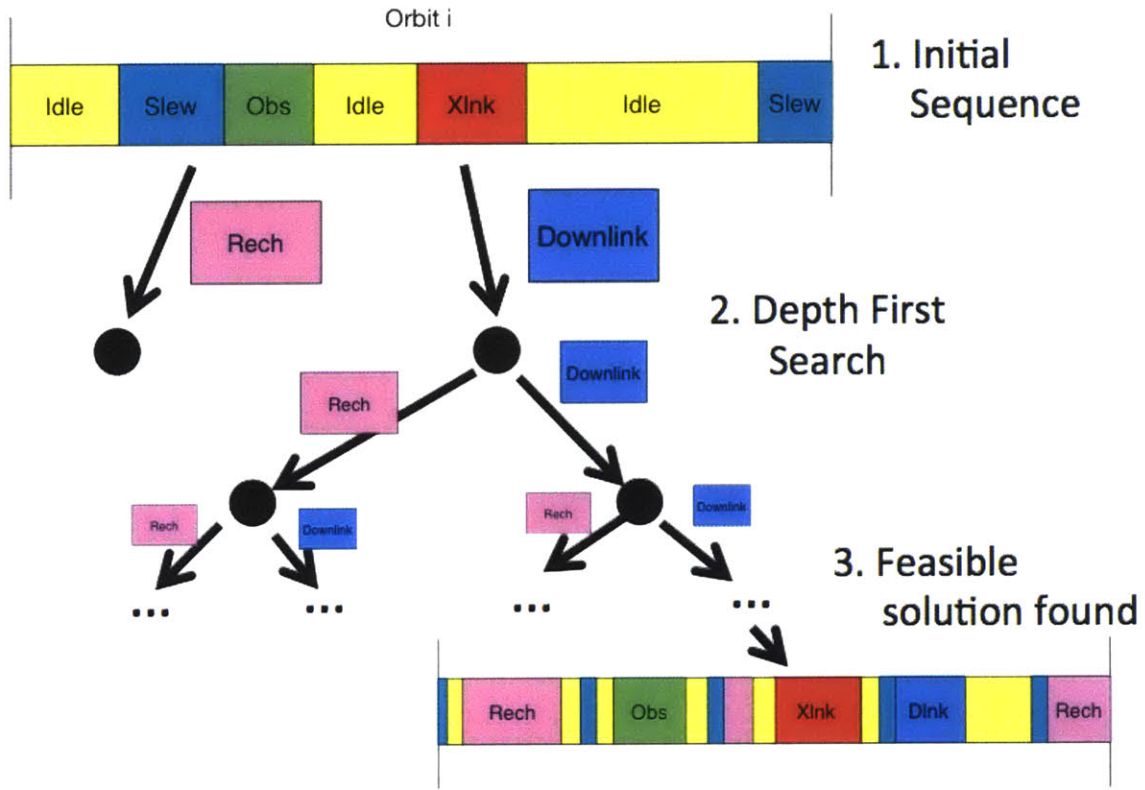 Orbit i
Idle
Slew
Obs
Idle
Xlnk
Idle
Slew
1. Initial
Sequence
Rech
Downlink
2. Depth First
Search
Downlink
Rech
Rech
Downlink
Rech
Downlink
...
...
...
...
3. Feasible
solution found
Rech
Obs
Xlnk
Dlnk
Rech